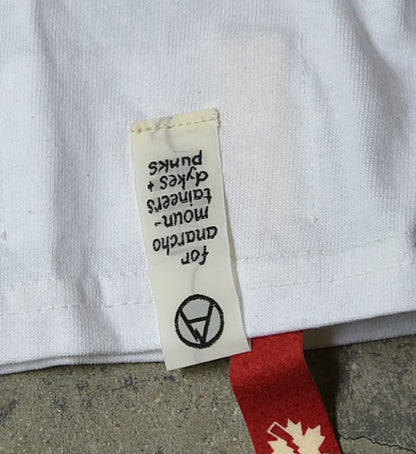 for
anarcho
moun-
taineers
dykes +
punks